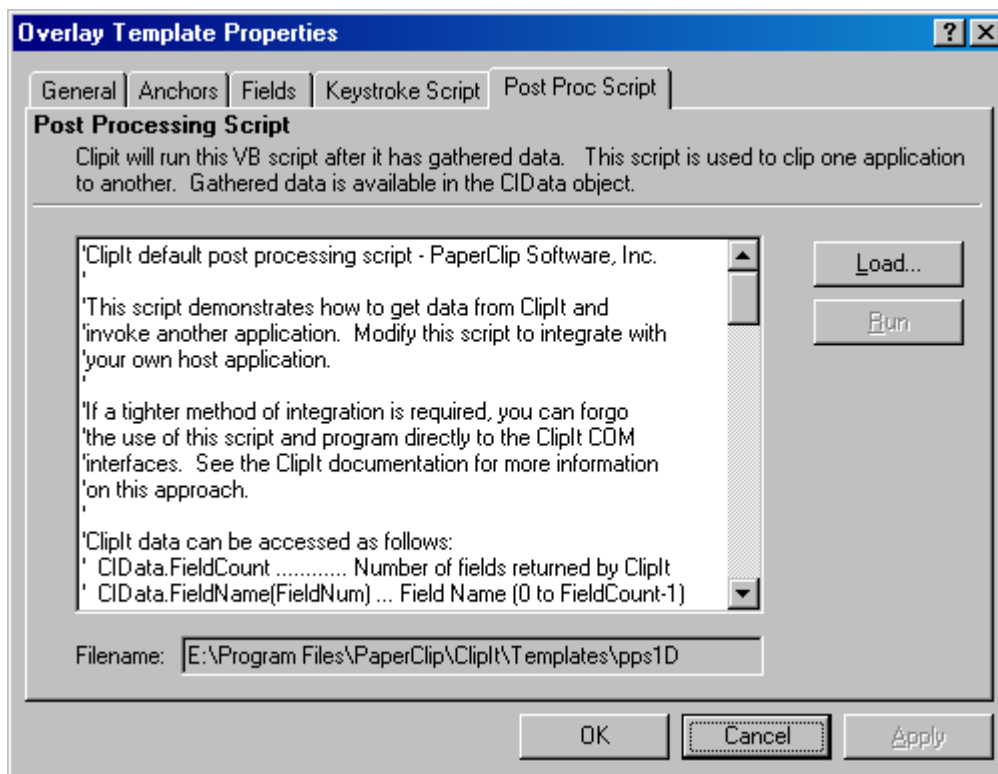 Overlay Template Properties
General
Anchors
Fields
Keystroke Script
Post Proc Script
Post Processing Script
Clipit will run this VB script after it has gathered data. This script is used to clip one application
to another. Gathered data is available in the CIData object.
'ClipIt default post processing script - PaperClip Software, Inc.
'
'This script demonstrates how to get data from ClipIt and
'invoke another application. Modify this script to integrate with
'your own host application.
'
'If a tighter method of integration is required, you can forgo
'the use of this script and program directly to the ClipIt COM
'interfaces. See the ClipIt documentation for more information
'on this approach.
'
'ClipIt data can be accessed as follows:
' CIData.FieldCount ............ Number of fields returned by ClipIt
' CIData.FieldName(FieldNum) ... Field Name (0 to FieldCount-1)
Load...
Run
Filename: E:\Program Files\PaperClip\ClipIt\Templates\pps1D
OK
Cancel
Apply